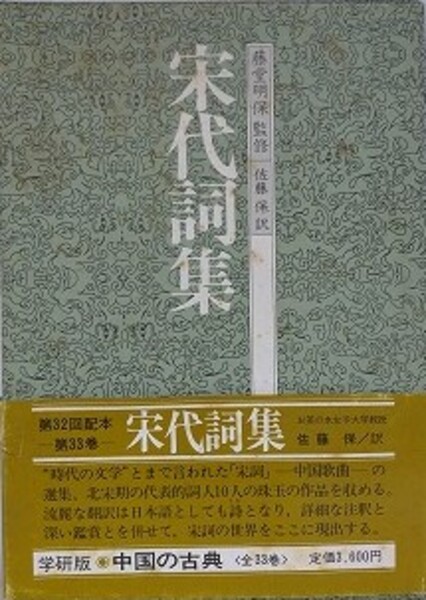 宋代詞集
藤堂明保 監修
佐藤 保 訳
第32回配本
—第33巻—
宋代詞集
お茶の水女子大学教授
佐藤 保／訳
“時代の文学”とまで言われた「宋詞」—中国歌曲—の
選集、北宋明の代表的詞人10人の珠玉の作品を収める。
流麗な翻訳は日本語としても詩となり、詳細な注釈と
深い鑑賞とを併せて、宋詞の世界をここに現出する。
学研版 中国の古典 〈全33巻〉 定価3,600円